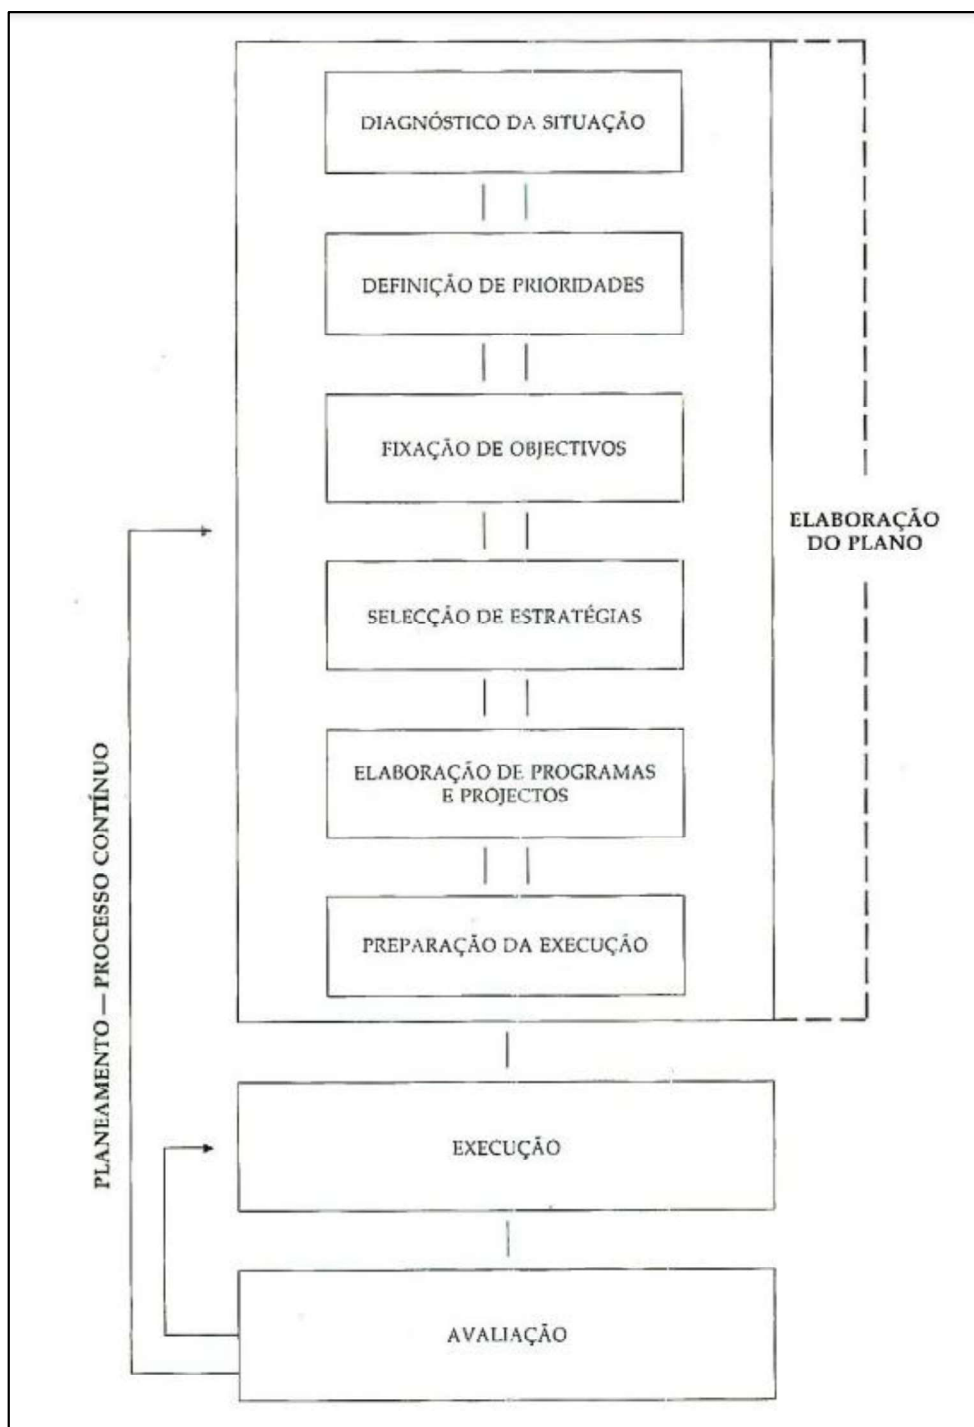 DIAGNÓSTICO DA SITUAÇÃO
DEFINIÇÃO DE PRIORIDADES
FIXAÇÃO DE OBJECTIVOS
ELABORAÇÃO
DO PLANO
SELECÇÃO DE ESTRATÉGIAS
ELABORAÇÃO DE PROGRAMAS
E PROJECTOS
PREPARAÇÃO DA EXECUÇÃO
PLANEAMENTO — PROCESSO CONTÍNUO
EXECUÇÃO
AVALIAÇÃO